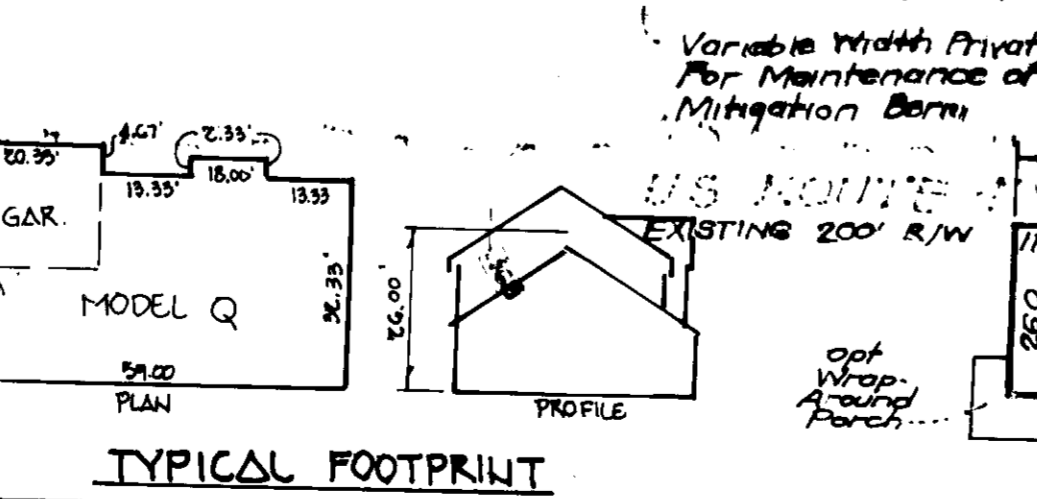 Variable Width Privat
For Maintenance of
Mitigation Berm
US ROUTE
EXISTING 200' R/W
4.67'
2.33'
20.33'
13.33'
18.00'
13.33
GAR.
MODEL Q
32.33'
59.00
PLAN
26.00'
PROFILE
opt
Wrap-
Around
Porch
TYPICAL FOOTPRINT